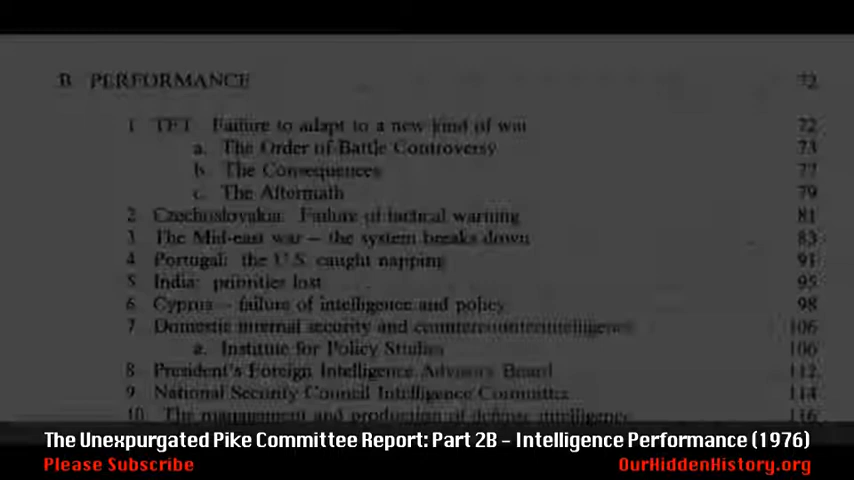 B PERFORMANCE 72
1 TET Failure to adapt to a new kind of war 72
a. The Order of Battle Controversy 73
b. The Consequences 77
c. The Aftermath 79
2 Czechoslovakia: Failure of tactical warning 81
3 The Mid-east war – the system breaks down 83
4 Portugal: the U.S. caught napping 91
5 India: priorities lost 95
6 Cyprus – failure of intelligence and policy 98
7 Domestic internal security and countercounterintelligence 106
a. Institute for Policy Studies 106
8 President's Foreign Intelligence Advisory Board 112
9 National Security Council Intelligence Committee 114
10 The management and production of defense intelligence 116
The Unexpurgated Pike Committee Report: Part 2B - Intelligence Performance (1976)
Please Subscribe OurHiddenHistory.org